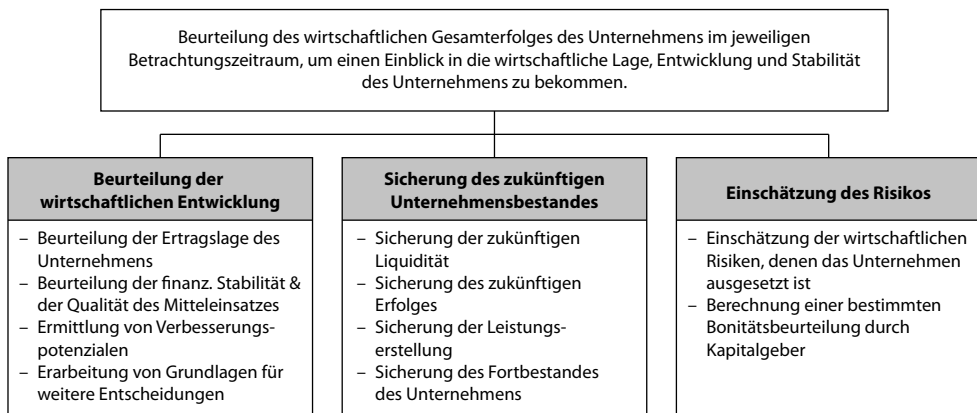 Beurteilung des wirtschaftlichen Gesamterfolges des Unternehmens im jeweiligen
Betrachtungszeitraum, um einen Einblick in die wirtschaftliche Lage, Entwicklung und Stabilität
des Unternehmens zu bekommen.
Beurteilung der
wirtschaftlichen Entwicklung
– Beurteilung der Ertragslage des
Unternehmens
– Beurteilung der finanz. Stabilität &
der Qualität des Mitteleinsatzes
– Ermittlung von Verbesserungs-
potenzialen
– Erarbeitung von Grundlagen für
weitere Entscheidungen
Sicherung des zukünftigen
Unternehmensbestandes
– Sicherung der zukünftigen
Liquidität
– Sicherung des zukünftigen
Erfolges
– Sicherung der Leistungs-
erstellung
– Sicherung des Fortbestandes
des Unternehmens
Einschätzung des Risikos
– Einschätzung der wirtschaftlichen
Risiken, denen das Unternehmen
ausgesetzt ist
– Berechnung einer bestimmten
Bonitätsbeurteilung durch
Kapitalgeber